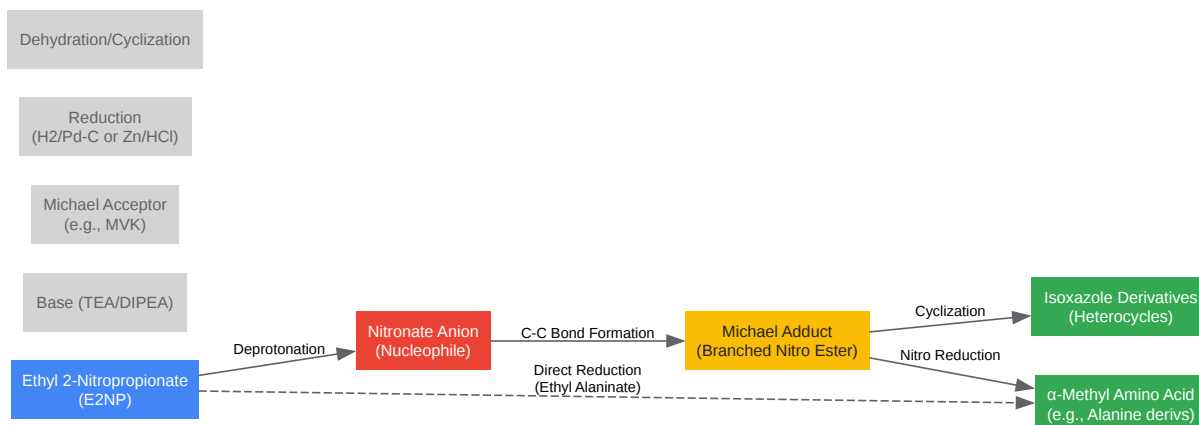 Dehydration/Cyclization
Reduction
(H2/Pd-C or Zn/HCl)
Michael Acceptor
(e.g., MVK)
Base (TEA/DIPEA)
Ethyl 2-Nitropropionate
(E2NP)
Deprotonation
Nitronate Anion
(Nucleophile)
C-C Bond Formation
Direct Reduction
(Ethyl Alaninate)
Michael Adduct
(Branched Nitro Ester)
Cyclization
Nitro Reduction
Isoxazole Derivatives
(Heterocycles)
α-Methyl Amino Acid
(e.g., Alanine derivs)